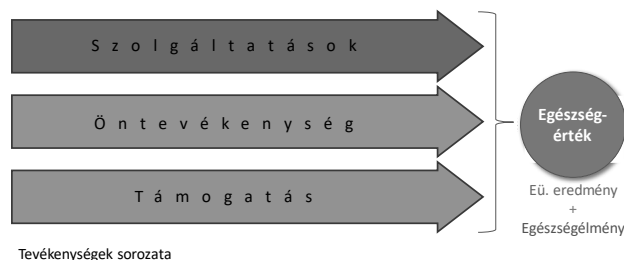 Szolgáltatások
Öntevékenység
Támogatás
Egészség-
érték
Eü. eredmény
+
Egészségélmény
Tevékenységek sorozata